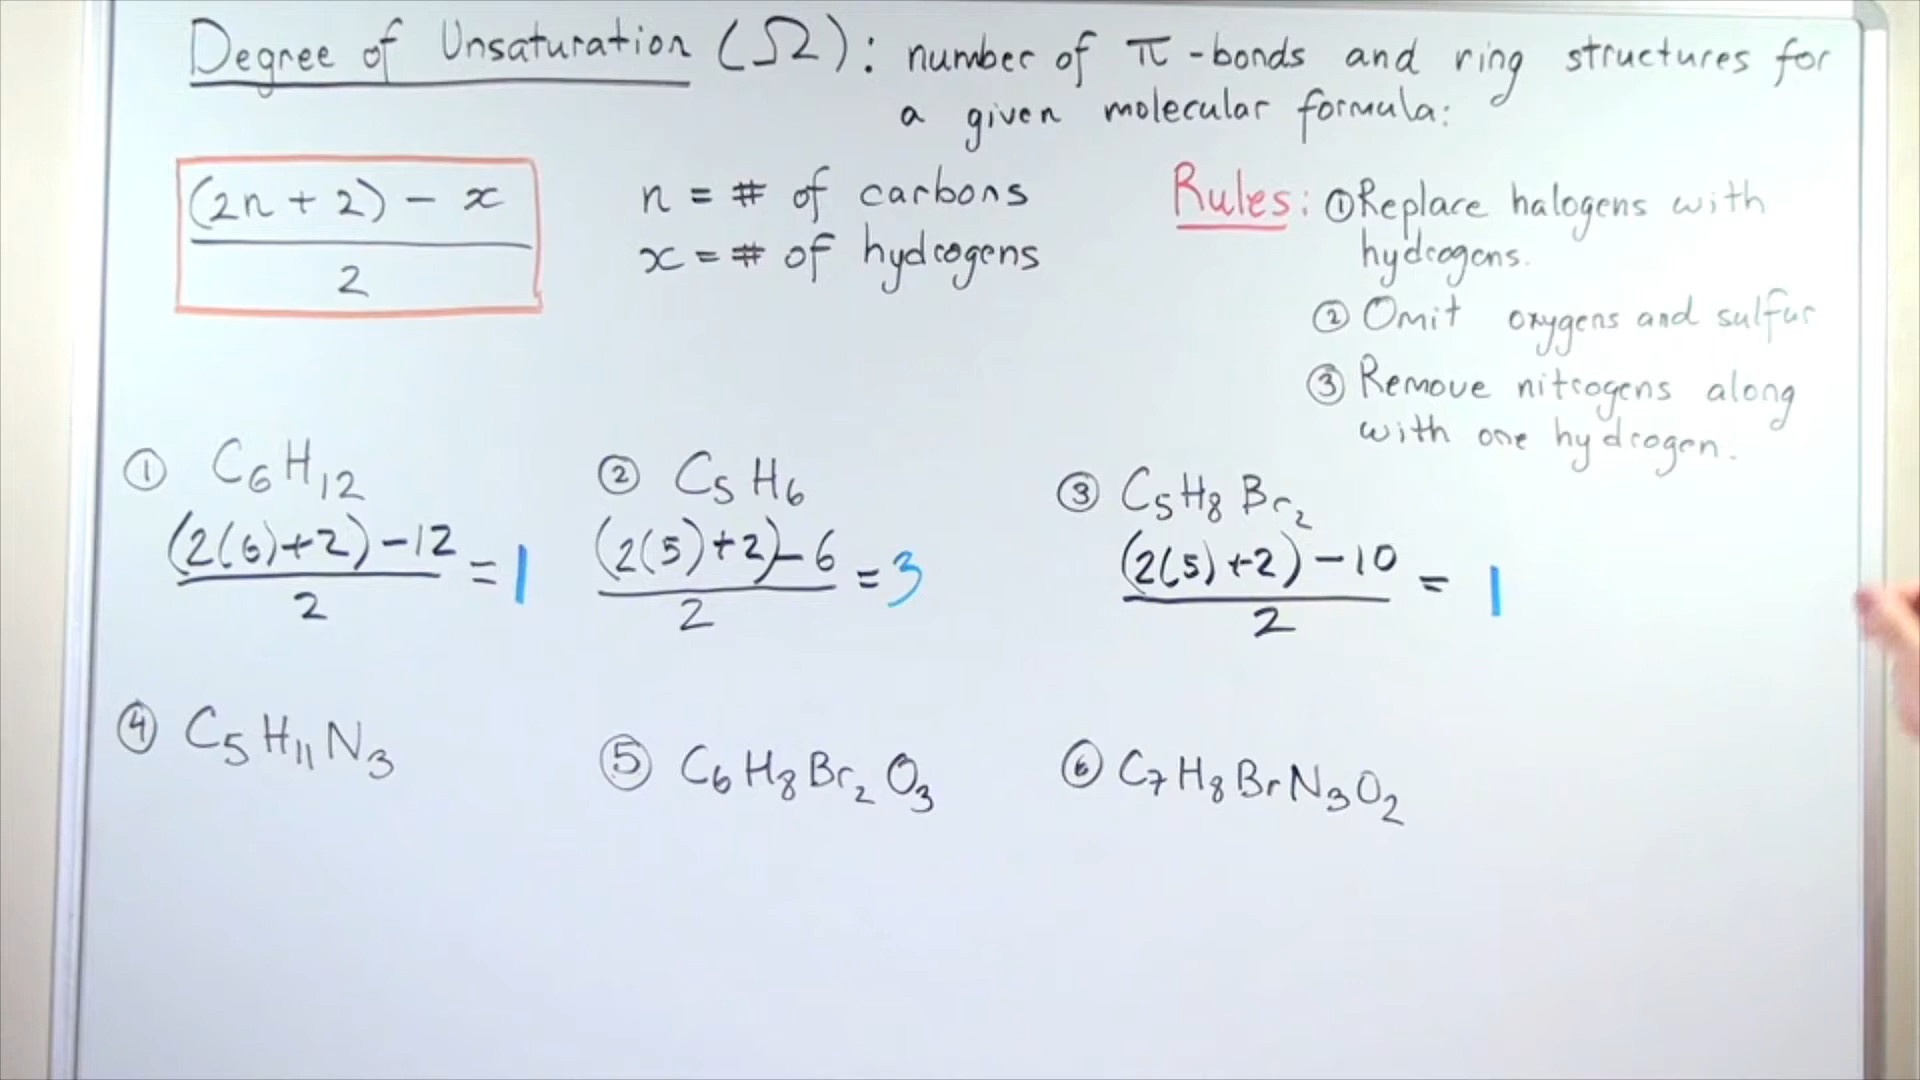 Degree of Unsaturation (Ω): number of π-bonds and ring structures for
a given molecular formula:
(2n + 2) - x
2
n = # of carbons
x = # of hydrogens
Rules: ① Replace halogens with
hydrogens.
② Omit oxygens and sulfur
③ Remove nitrogens along
with one hydrogen.
① C₆H₁₂
(2(6)+2)-12
2
= 1
② C₅H₆
(2(5)+2)-6
2
= 3
③ C₅H₈Br₂
(2(5)+2)-10
2
= 1
④ C₅H₁₁N₃
⑤ C₆H₈Br₂O₃
⑥ C₇H₈BrN₃O₂